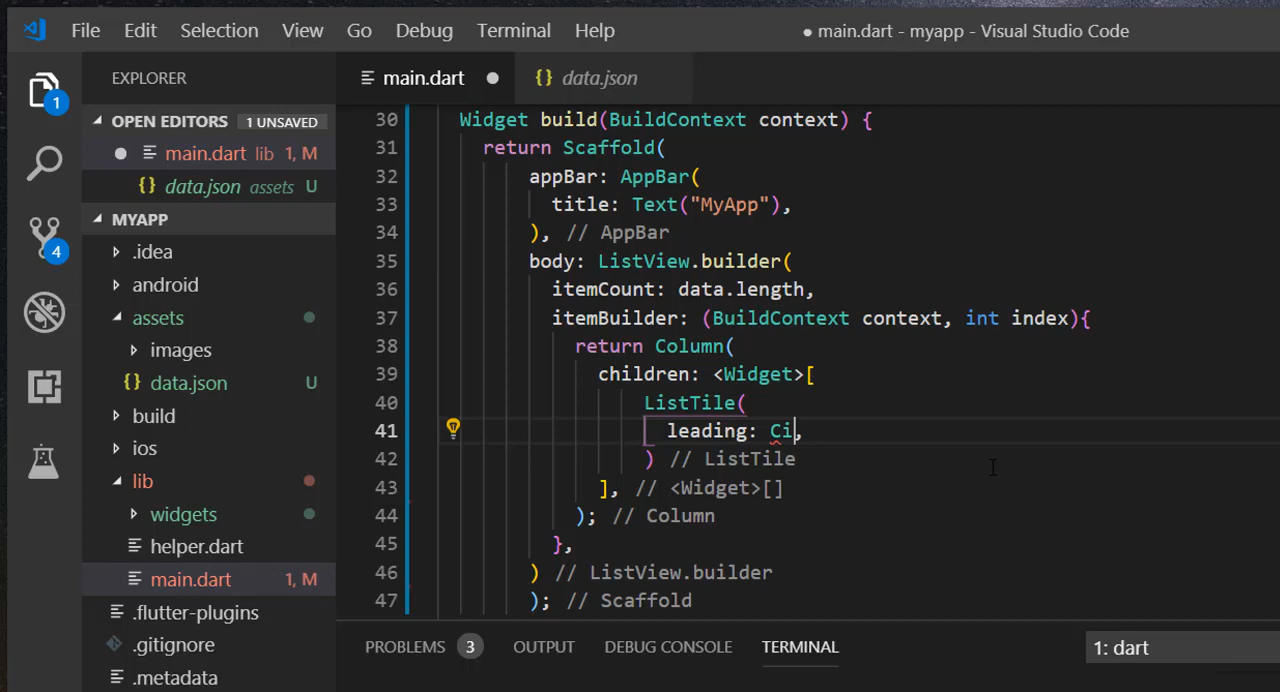 File Edit Selection View Go Debug Terminal Help
● main.dart - myapp - Visual Studio Code
1
4
EXPLORER
OPEN EDITORS 1 UNSAVED
● main.dart lib 1, M
{} data.json assets U
MYAPP
.idea
android
assets
images
{} data.json U
build
ios
lib
widgets
helper.dart
main.dart 1, M
.flutter-plugins
.gitignore
.metadata
main.dart ●
{} data.json
30 Widget build(BuildContext context) {
31 return Scaffold(
32 appBar: AppBar(
33 title: Text("MyApp"),
34 ), // AppBar
35 body: ListView.builder(
36 itemCount: data.length,
37 itemBuilder: (BuildContext context, int index){
38 return Column(
39 children: <Widget>[
40 ListTile(
41 leading: Ci,
42 ) // ListTile
43 ], // <Widget>[]
44 ); // Column
45 },
46 ) // ListView.builder
47 ); // Scaffold
PROBLEMS 3 OUTPUT DEBUG CONSOLE TERMINAL
1: dart